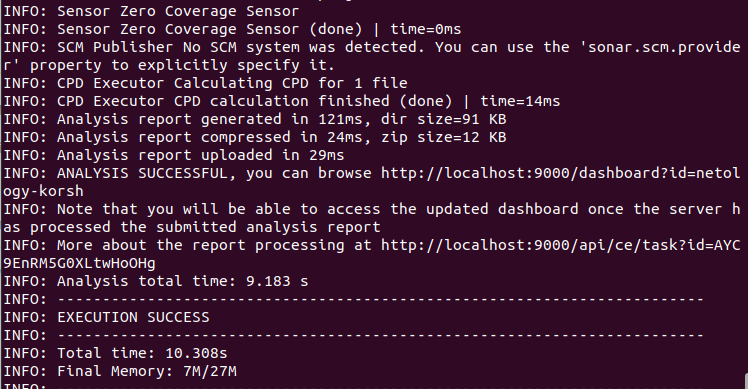 INFO: Sensor Zero Coverage Sensor
INFO: Sensor Zero Coverage Sensor (done) | time=0ms
INFO: SCM Publisher No SCM system was detected. You can use the 'sonar.scm.provide
r' property to explicitly specify it.
INFO: CPD Executor Calculating CPD for 1 file
INFO: CPD Executor CPD calculation finished (done) | time=14ms
INFO: Analysis report generated in 121ms, dir size=91 KB
INFO: Analysis report compressed in 24ms, zip size=12 KB
INFO: Analysis report uploaded in 29ms
INFO: ANALYSIS SUCCESSFUL, you can browse http://localhost:9000/dashboard?id=netol
ogy-korsh
INFO: Note that you will be able to access the updated dashboard once the server h
as processed the submitted analysis report
INFO: More about the report processing at http://localhost:9000/api/ce/task?id=AYC
9EnRM5G0XLtwHoOHg
INFO: Analysis total time: 9.183 s
INFO: ------------------------------------------------------------------------
INFO: EXECUTION SUCCESS
INFO: ------------------------------------------------------------------------
INFO: Total time: 10.308s
INFO: Final Memory: 7M/27M